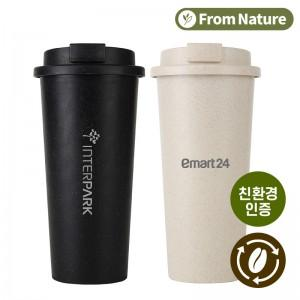 From Nature
INTERPARK
emart24
친환경
인증